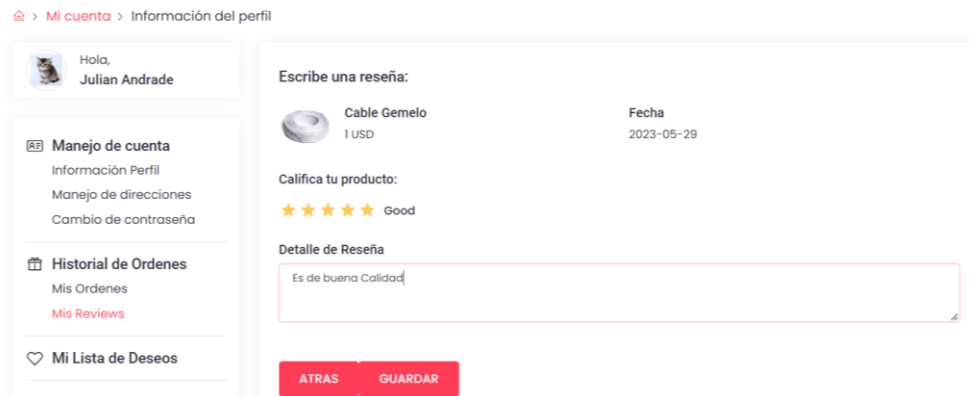 > Mi cuenta > Información del perfil
Hola,
Julian Andrade
Manejo de cuenta
Información Perfil
Manejo de direcciones
Cambio de contraseña
Historial de Ordenes
Mis Ordenes
Mis Reviews
Mi Lista de Deseos
Escribe una reseña:
Cable Gemelo
1 USD
Fecha
2023-05-29
Califica tu producto:
Good
Detalle de Reseña
Es de buena Calidad
ATRAS GUARDAR